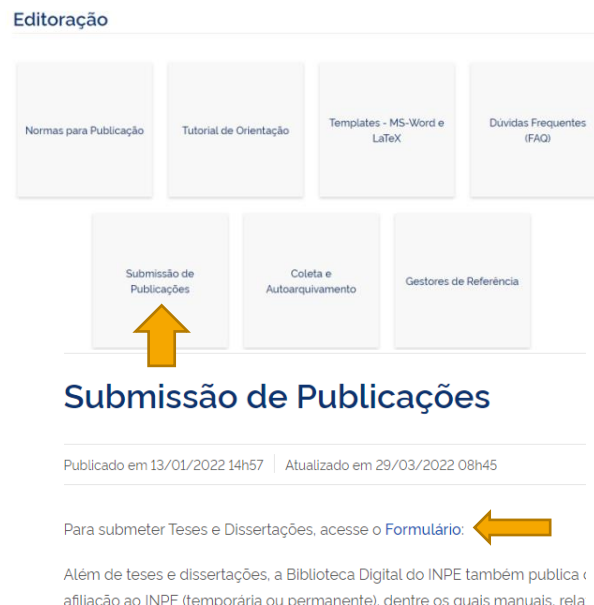 Editoração
Normas para Publicação
Tutorial de Orientação
Templates - MS-Word e
LaTeX
Dúvidas Frequentes
(FAQ)
Submissão de
Publicações
Coleta e
Autoarquivamento
Gestores de Referência
Submissão de Publicações
Publicado em 13/01/2022 14h57 Atualizado em 29/03/2022 08h45
Para submeter Teses e Dissertações, acesse o Formulário:
Além de teses e dissertações, a Biblioteca Digital do INPE também publica
afiliação ao INPE (temporária ou permanente), dentre os quais manuais, rela